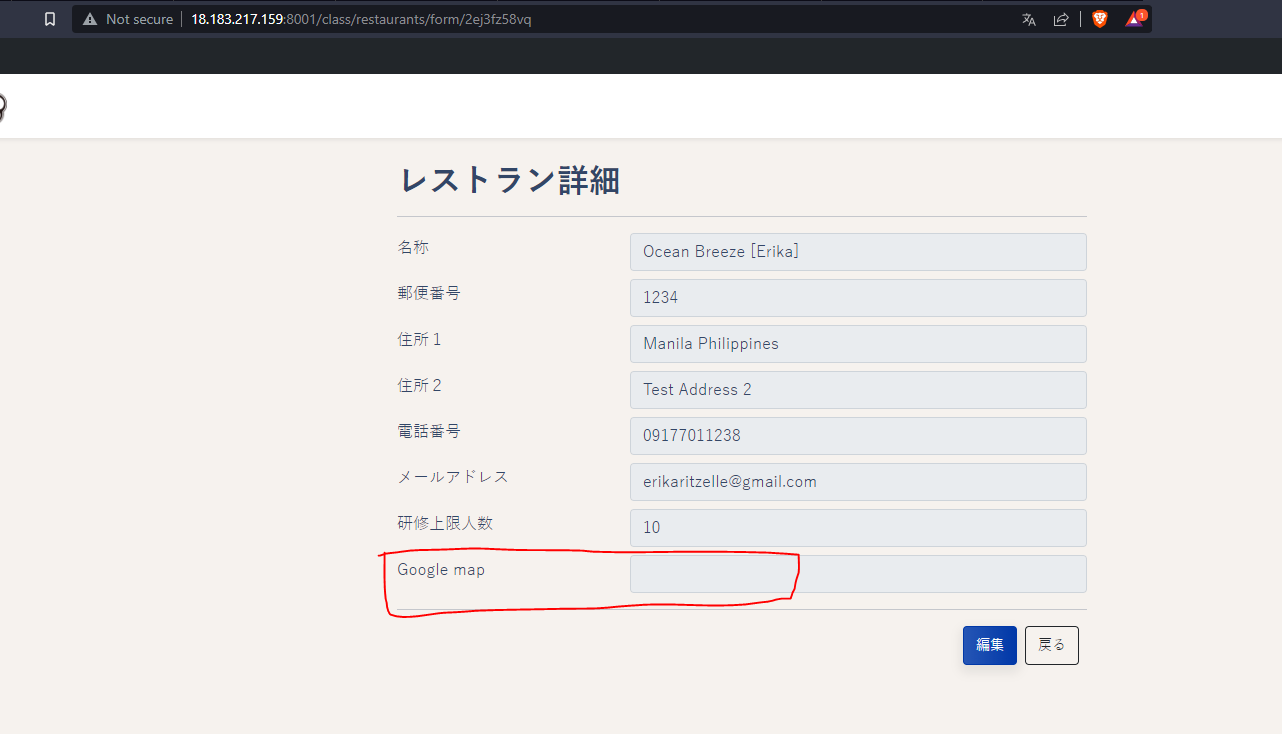 Not secure 18.183.217.159:8001/class/restaurants/form/2ej3fz58vq 1
レストラン詳細
名称 Ocean Breeze [Erika]
郵便番号 1234
住所1 Manila Philippines
住所2 Test Address 2
電話番号 09177011238
メールアドレス erikaritzelle@gmail.com
研修上限人数 10
Google map
編集 戻る